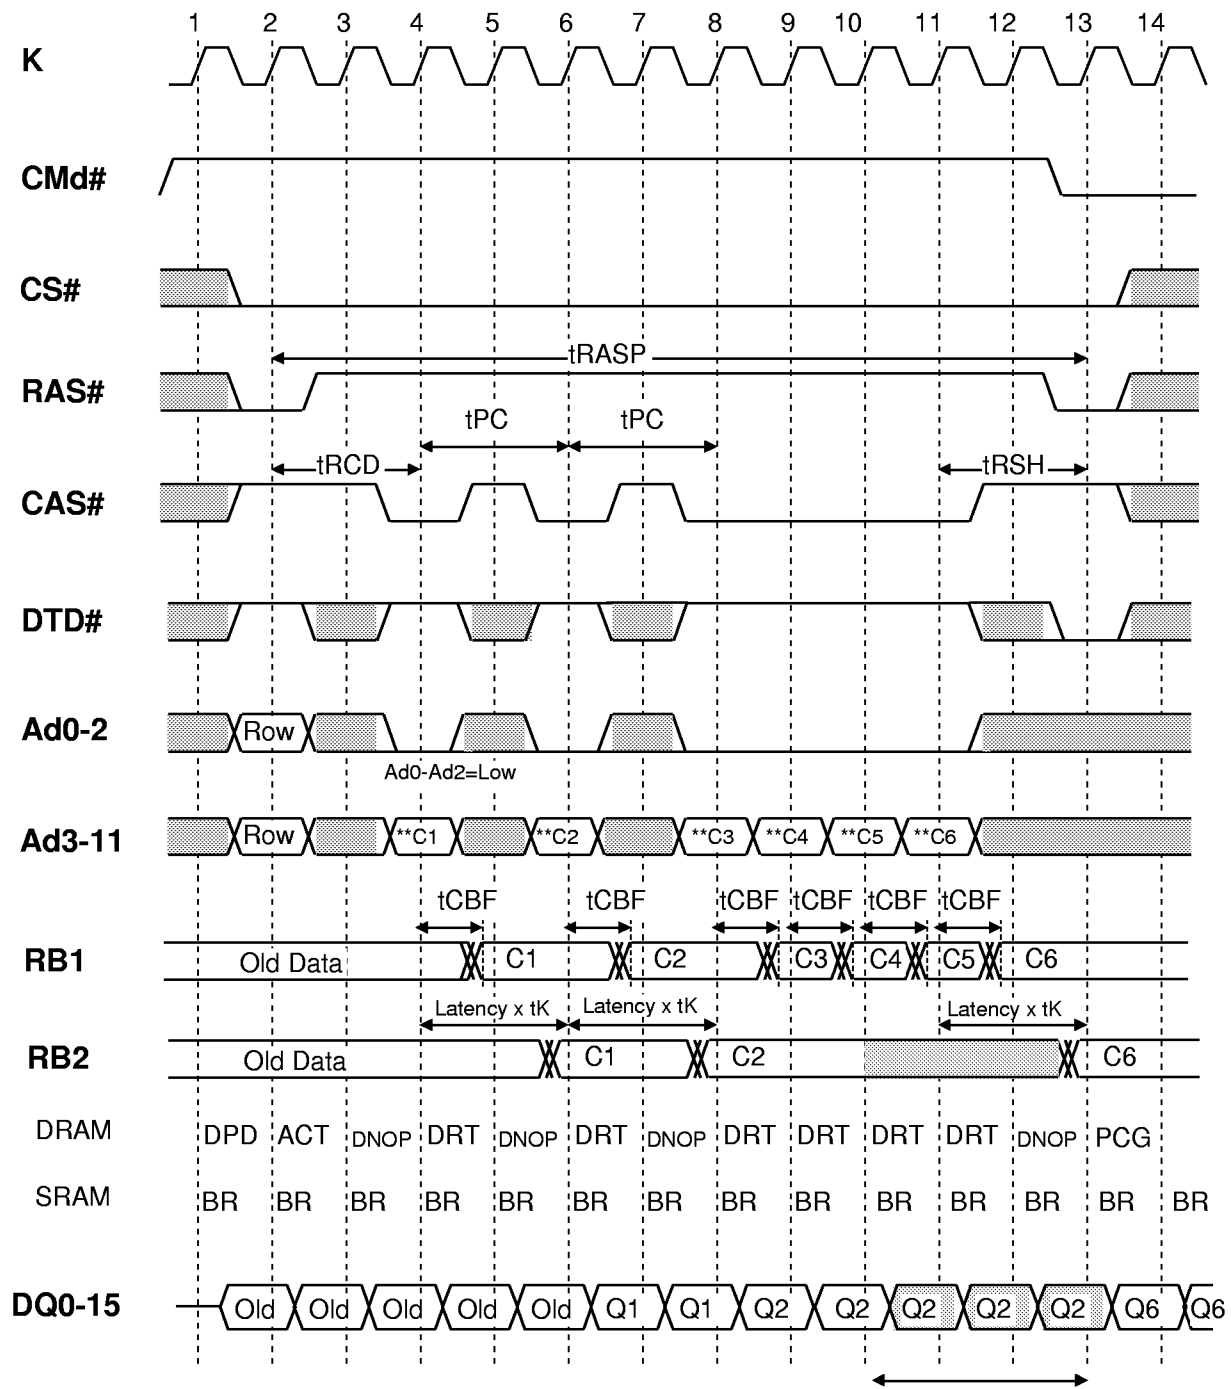 1 2 3 4 5 6 7 8 9 10 11 12 13 14
K
CMd#
CS#
tRASP
RAS#
tPC tPC
tRCD tRSH
CAS#
DTD#
Ad0-2 Row
Ad0-Ad2=Low
Ad3-11 Row **C1 **C2 **C3 **C4 **C5 **C6
tCBF tCBF tCBF tCBF tCBF tCBF
RB1 Old Data C1 C2 C3 C4 C5 C6
Latency x tK Latency x tK Latency x tK
RB2 Old Data C1 C2 C6
DRAM DPD ACT DNOP DRT DNOP DRT DNOP DRT DRT DRT DRT DNOP PCG
SRAM BR BR BR BR BR BR BR BR BR BR BR BR BR BR
DQ0-15 Old Old Old Old Old Q1 Q1 Q2 Q2 Q2 Q2 Q2 Q6 Q6